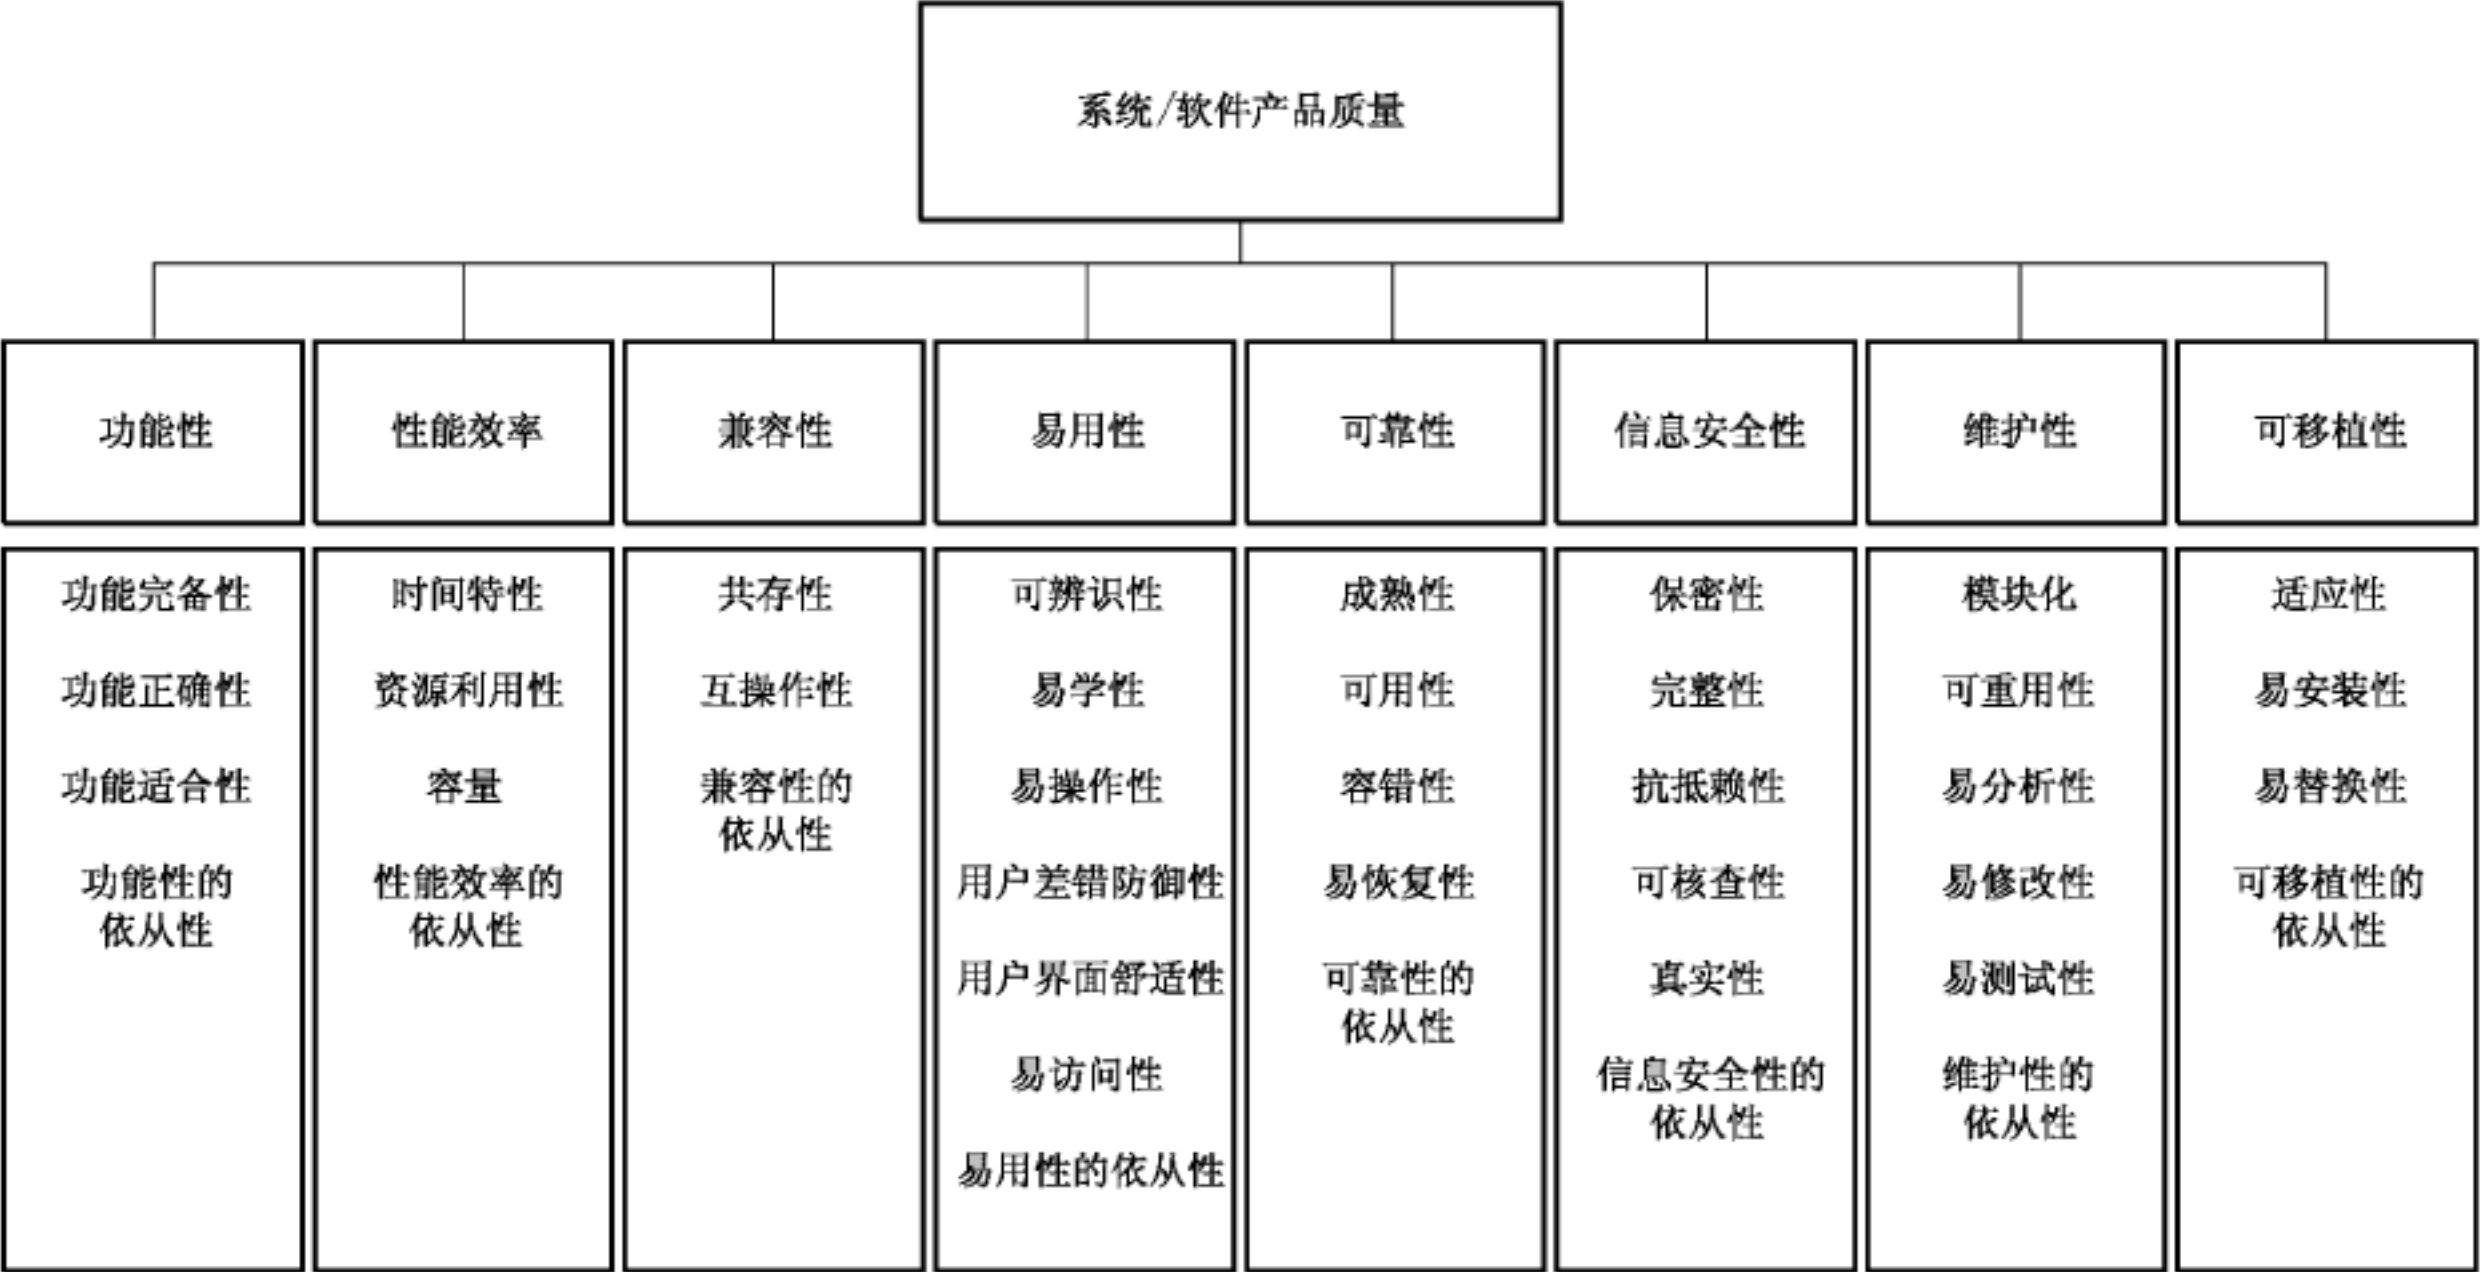 系统/软件产品质量
功能性
性能效率
兼容性
易用性
可靠性
信息安全性
维护性
可移植性
功能完备性
功能正确性
功能适合性
功能性的
依从性
时间特性
资源利用性
容量
性能效率的
依从性
共存性
互操作性
兼容性的
依从性
可辨识性
易学性
易操作性
用户差错防御性
用户界面舒适性
易访问性
易用性的依从性
成熟性
可用性
容错性
易恢复性
可靠性的
依从性
保密性
完整性
抗抵赖性
可核查性
真实性
信息安全性的
依从性
模块化
可重用性
易分析性
易修改性
易测试性
维护性的
依从性
适应性
易安装性
易替换性
可移植性的
依从性